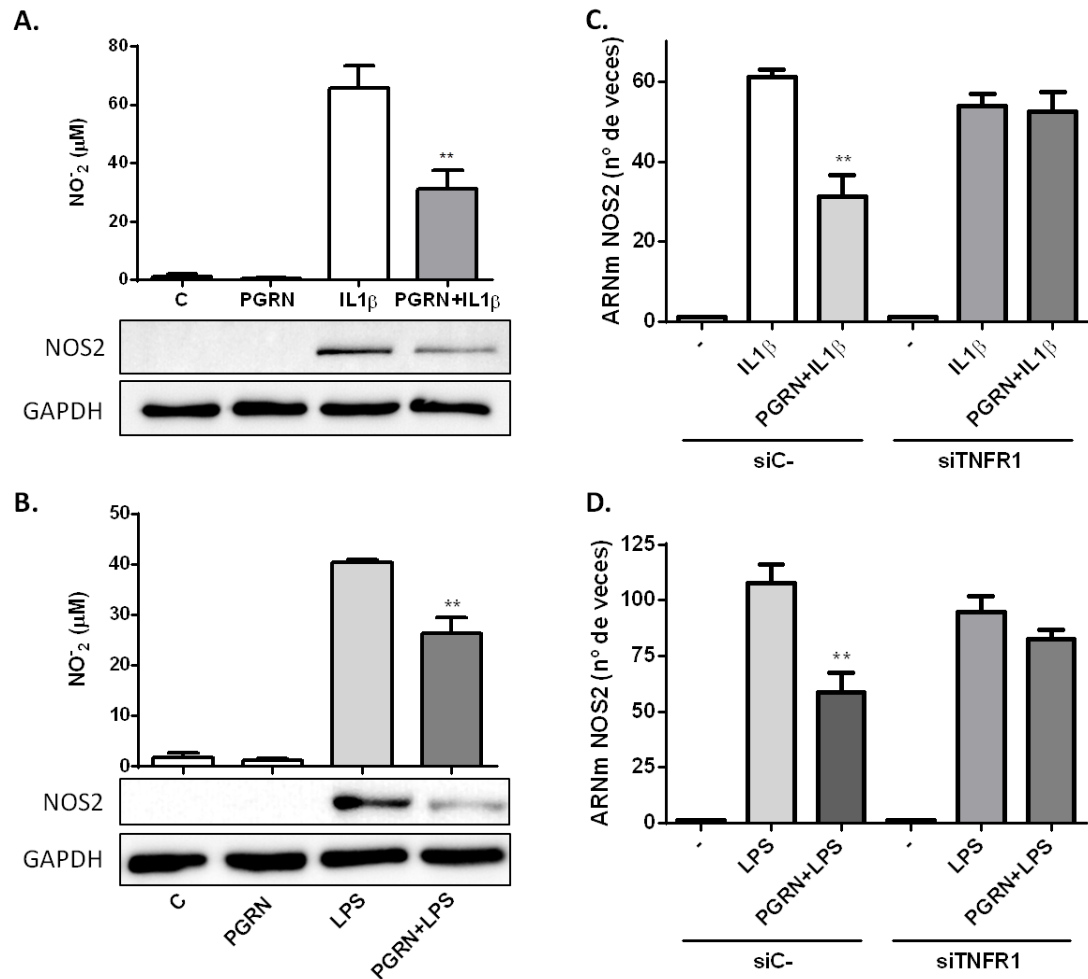 A.
NO⁻₂ (μM)
80
60
40
20
0
C PGRN IL1β PGRN+IL1β
**
NOS2
GAPDH
B.
NO⁻₂ (μM)
50
40
30
20
10
0
**
NOS2
GAPDH
C PGRN LPS PGRN+LPS
C.
ARNm NOS2 (nº de veces)
60
40
20
0
**
- IL1β PGRN+IL1β - IL1β PGRN+IL1β
siC- siTNFR1
D.
ARNm NOS2 (nº de veces)
125
100
75
50
25
0
**
- LPS PGRN+LPS - LPS PGRN+LPS
siC- siTNFR1